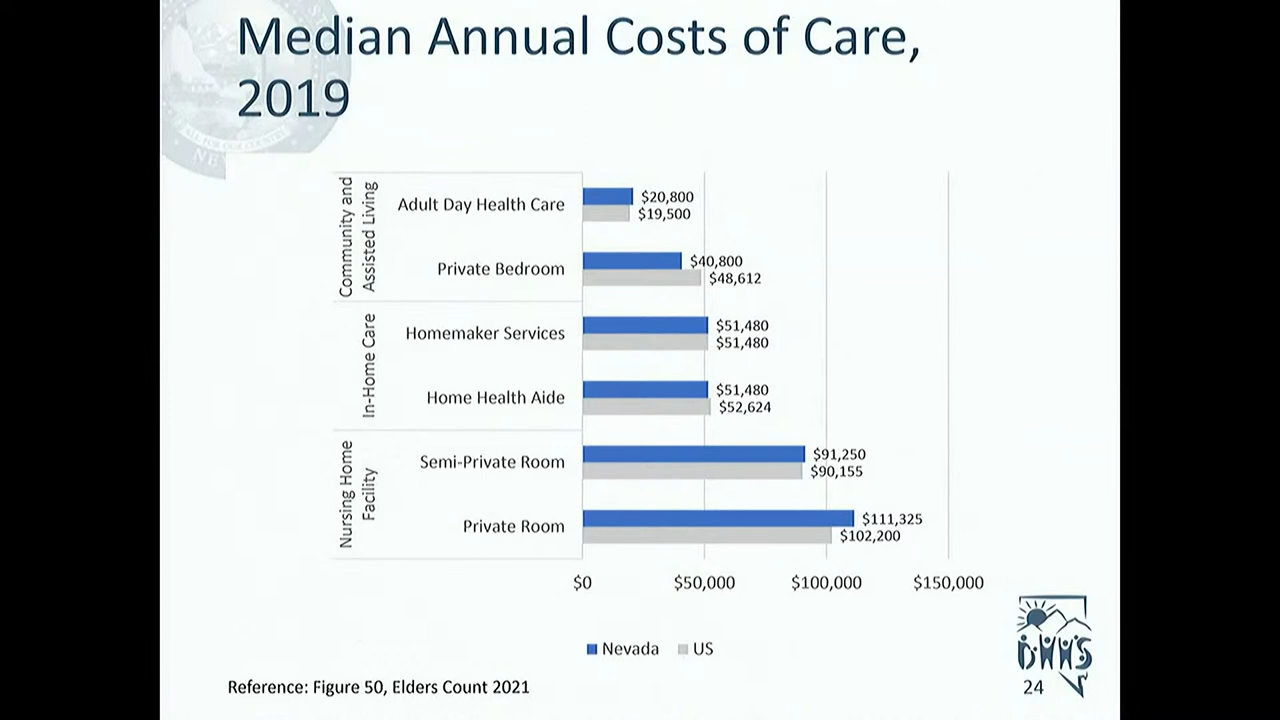 Median Annual Costs of Care,
2019
Community and
Assisted Living
Adult Day Health Care
$20,800
$19,500
Private Bedroom
$40,800
$48,612
In-Home Care
Homemaker Services
$51,480
$51,480
Home Health Aide
$51,480
$52,624
Nursing Home
Facility
Semi-Private Room
$91,250
$90,155
Private Room
$111,325
$102,200
$0 $50,000 $100,000 $150,000
Nevada US
DHHS
Reference: Figure 50, Elders Count 2021
24